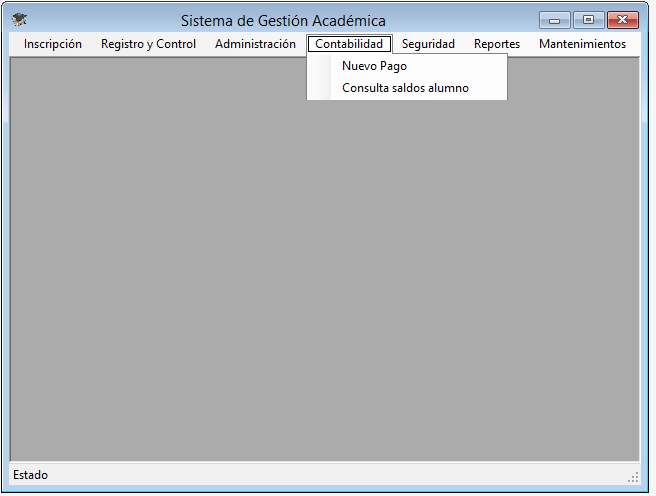 Sistema de Gestión Académica
Inscripción Registro y Control Administración Contabilidad Seguridad Reportes Mantenimientos
Nuevo Pago
Consulta saldos alumno
Estado